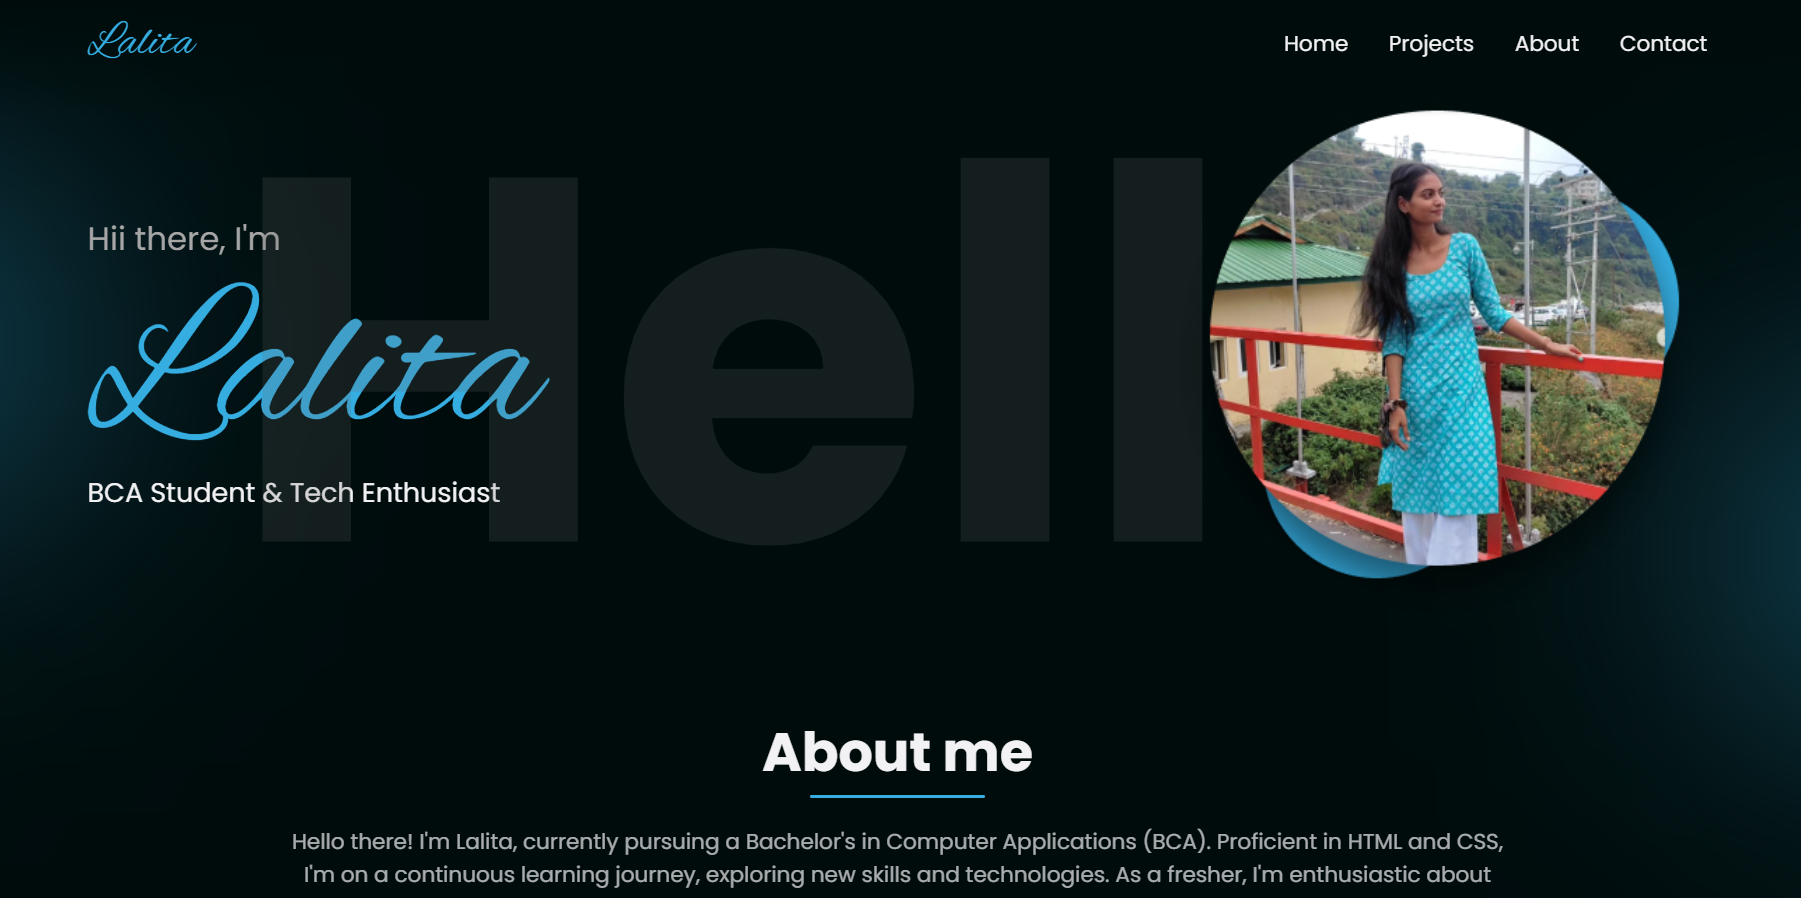 Lalita
Home Projects About Contact
Hell
Hii there, I'm
Lalita
BCA Student & Tech Enthusiast
About me
Hello there! I'm Lalita, currently pursuing a Bachelor's in Computer Applications (BCA). Proficient in HTML and CSS,
I'm on a continuous learning journey, exploring new skills and technologies. As a fresher, I'm enthusiastic about